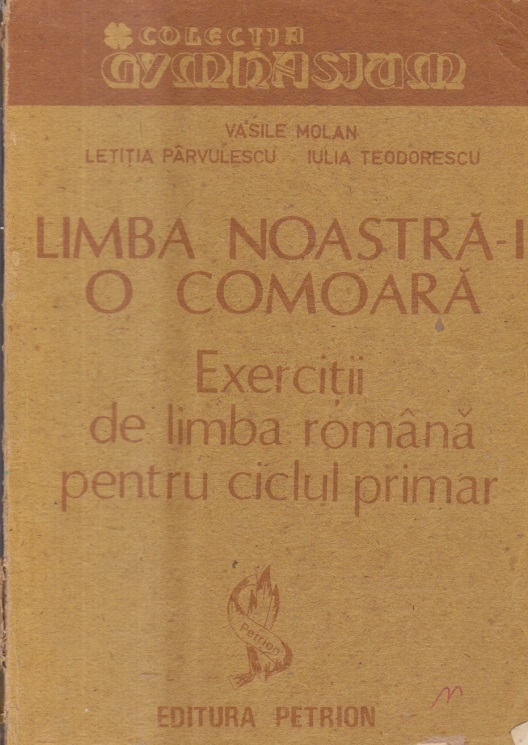 COLECȚIA
GYMNASIUM
VASILE MOLAN
LETIȚIA PÂRVULESCU . IULIA TEODORESCU
LIMBA NOASTRĂ-I
O COMOARĂ
Exerciții
de limba română
pentru ciclul primar
Petrion
EDITURA PETRION